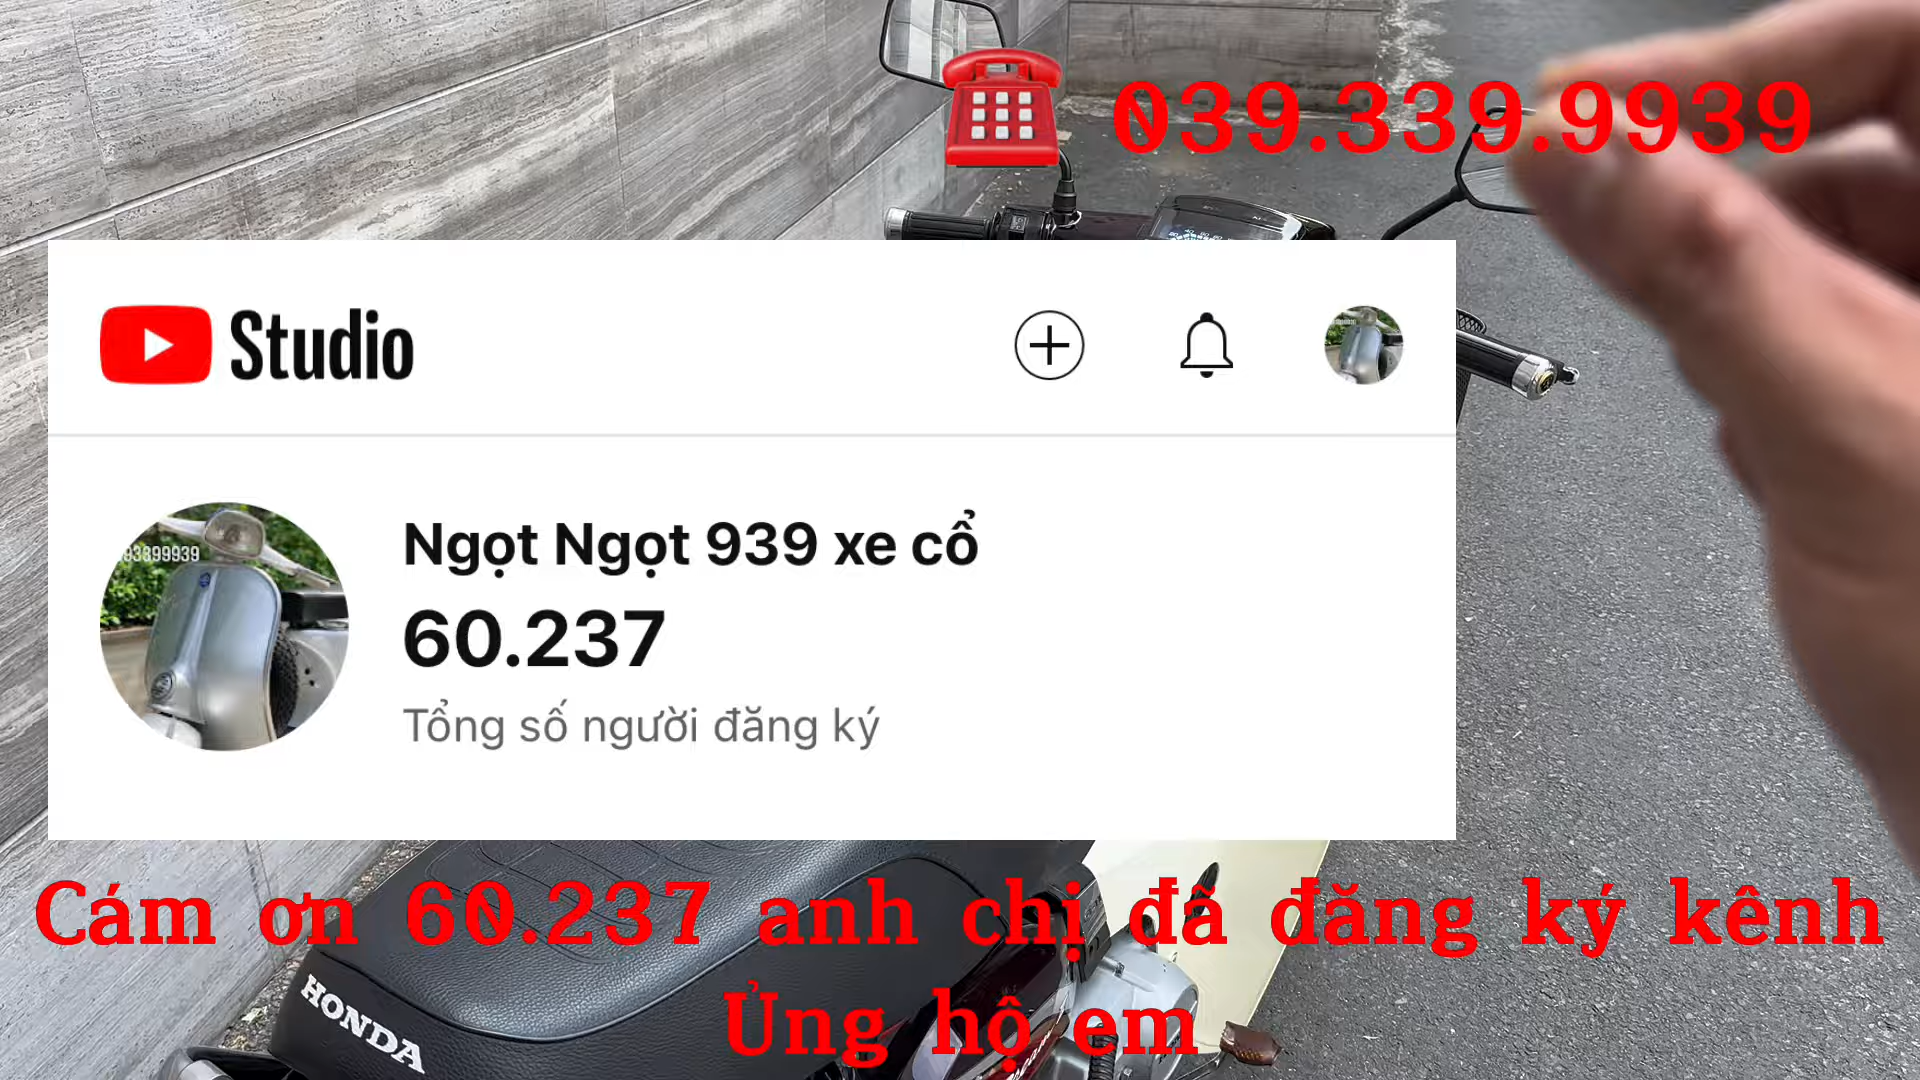 039.339.9939
Studio
Ngọt Ngọt 939 xe cổ
93899939
60.237
Tổng số người đăng ký
Cám ơn 60.237 anh chị đã đăng ký kênh
Ủng hộ em
HONDA